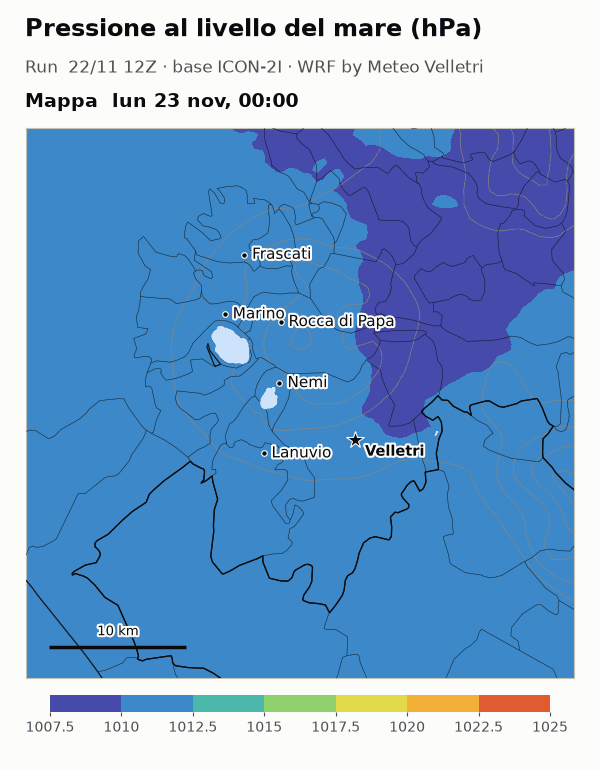 Pressione al livello del mare (hPa)
Run  22/11 12Z · base ICON-2I · WRF by Meteo Velletri
Mappa  lun 23 nov, 00:00
Frascati
Marino
Rocca di Papa
Nemi
Velletri
Lanuvio
10 km
1007.5 1010 1012.5 1015 1017.5 1020 1022.5 1025